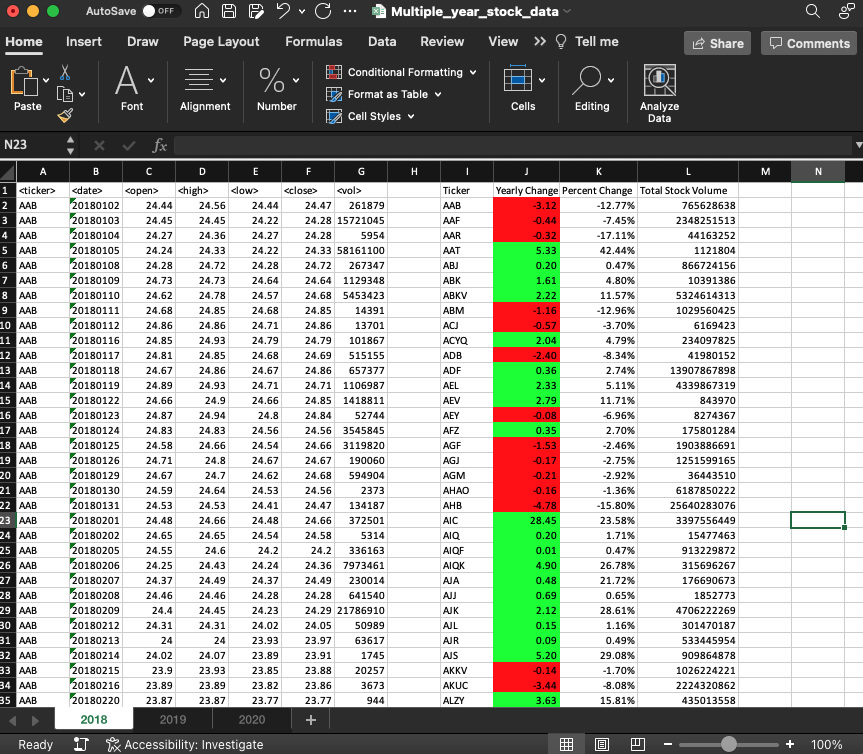 AutoSave OFF Multiple_year_stock_data
Home Insert Draw Page Layout Formulas Data Review View >> Tell me Share Comments
Paste Font Alignment Number Conditional Formatting Format as Table Cell Styles Cells Editing Analyze Data
N23 fx
A B C D E F G H I J K L M N
1 <ticker> <date> <open> <high> <low> <close> <vol> Ticker Yearly Change Percent Change Total Stock Volume
2 AAB 20180102 24.44 24.56 24.44 24.47 261879 AAB -3.12 -12.77% 765628638
3 AAB 20180103 24.45 24.45 24.22 24.28 15721045 AAF -0.44 -7.45% 2348251513
4 AAB 20180104 24.27 24.36 24.27 24.28 5954 AAR -0.32 -17.11% 44163252
5 AAB 20180105 24.24 24.33 24.22 24.33 58161100 AAT 5.33 42.44% 1121804
6 AAB 20180108 24.28 24.72 24.28 24.72 267347 ABJ 0.20 0.47% 866724156
7 AAB 20180109 24.73 24.73 24.64 24.64 1129348 ABK 1.61 4.80% 10391386
8 AAB 20180110 24.62 24.78 24.57 24.68 5453423 ABKV 2.22 11.57% 5324614313
9 AAB 20180111 24.68 24.85 24.68 24.85 14391 ABM -1.16 -12.96% 1029560425
10 AAB 20180112 24.86 24.86 24.71 24.86 13701 ACJ -0.57 -3.70% 6169423
11 AAB 20180116 24.85 24.93 24.79 24.79 101867 ACYQ 2.04 4.79% 234097825
12 AAB 20180117 24.81 24.85 24.68 24.69 515155 ADB -2.40 -8.34% 41980152
13 AAB 20180118 24.67 24.86 24.67 24.86 657377 ADF 0.36 2.74% 13907867898
14 AAB 20180119 24.89 24.93 24.71 24.71 1106987 AEL 2.33 5.11% 4339867319
15 AAB 20180122 24.66 24.9 24.66 24.85 1418811 AEV 2.79 11.71% 843970
16 AAB 20180123 24.87 24.94 24.8 24.84 52744 AEY -0.08 -6.96% 8274367
17 AAB 20180124 24.83 24.83 24.56 24.56 3545845 AFZ 0.35 2.70% 175801284
18 AAB 20180125 24.58 24.66 24.54 24.66 3119820 AGF -1.53 -2.46% 1903886691
19 AAB 20180126 24.71 24.8 24.67 24.67 190060 AGJ -0.17 -2.75% 1251599165
20 AAB 20180129 24.67 24.7 24.62 24.68 594904 AGM -0.21 -2.92% 36443510
21 AAB 20180130 24.59 24.64 24.53 24.56 2373 AHAO -0.16 -1.36% 6187850222
22 AAB 20180131 24.53 24.53 24.41 24.47 134187 AHB -4.78 -15.80% 25640283076
23 AAB 20180201 24.48 24.66 24.48 24.66 372501 AIC 28.45 23.58% 3397556449
24 AAB 20180202 24.65 24.65 24.54 24.58 5314 AIQ 0.20 1.71% 15477463
25 AAB 20180205 24.55 24.6 24.2 24.2 336163 AIQF 0.01 0.47% 913229872
26 AAB 20180206 24.25 24.43 24.24 24.36 7973461 AIQK 4.90 26.78% 315696267
27 AAB 20180207 24.37 24.49 24.37 24.49 230014 AJA 0.48 21.72% 176690673
28 AAB 20180208 24.46 24.46 24.28 24.28 641540 AJJ 0.69 0.65% 1852773
29 AAB 20180209 24.4 24.45 24.23 24.29 21786910 AJK 2.12 28.61% 4706222269
30 AAB 20180212 24.31 24.31 24.02 24.05 50989 AJL 0.15 1.16% 301470187
31 AAB 20180213 24 24 23.93 23.97 63617 AJR 0.09 0.49% 533445954
32 AAB 20180214 24.02 24.07 23.89 23.91 1745 AJS 5.20 29.08% 909864878
33 AAB 20180215 23.9 23.93 23.85 23.88 20257 AKKV -0.14 -1.70% 1026224221
34 AAB 20180216 23.89 23.89 23.82 23.86 3673 AKUC -3.44 -8.08% 2224320862
35 AAB 20180220 23.87 23.87 23.77 23.77 944 ALZY 3.63 15.81% 435013558
2018 2019 2020 +
Ready Accessibility: Investigate 100%